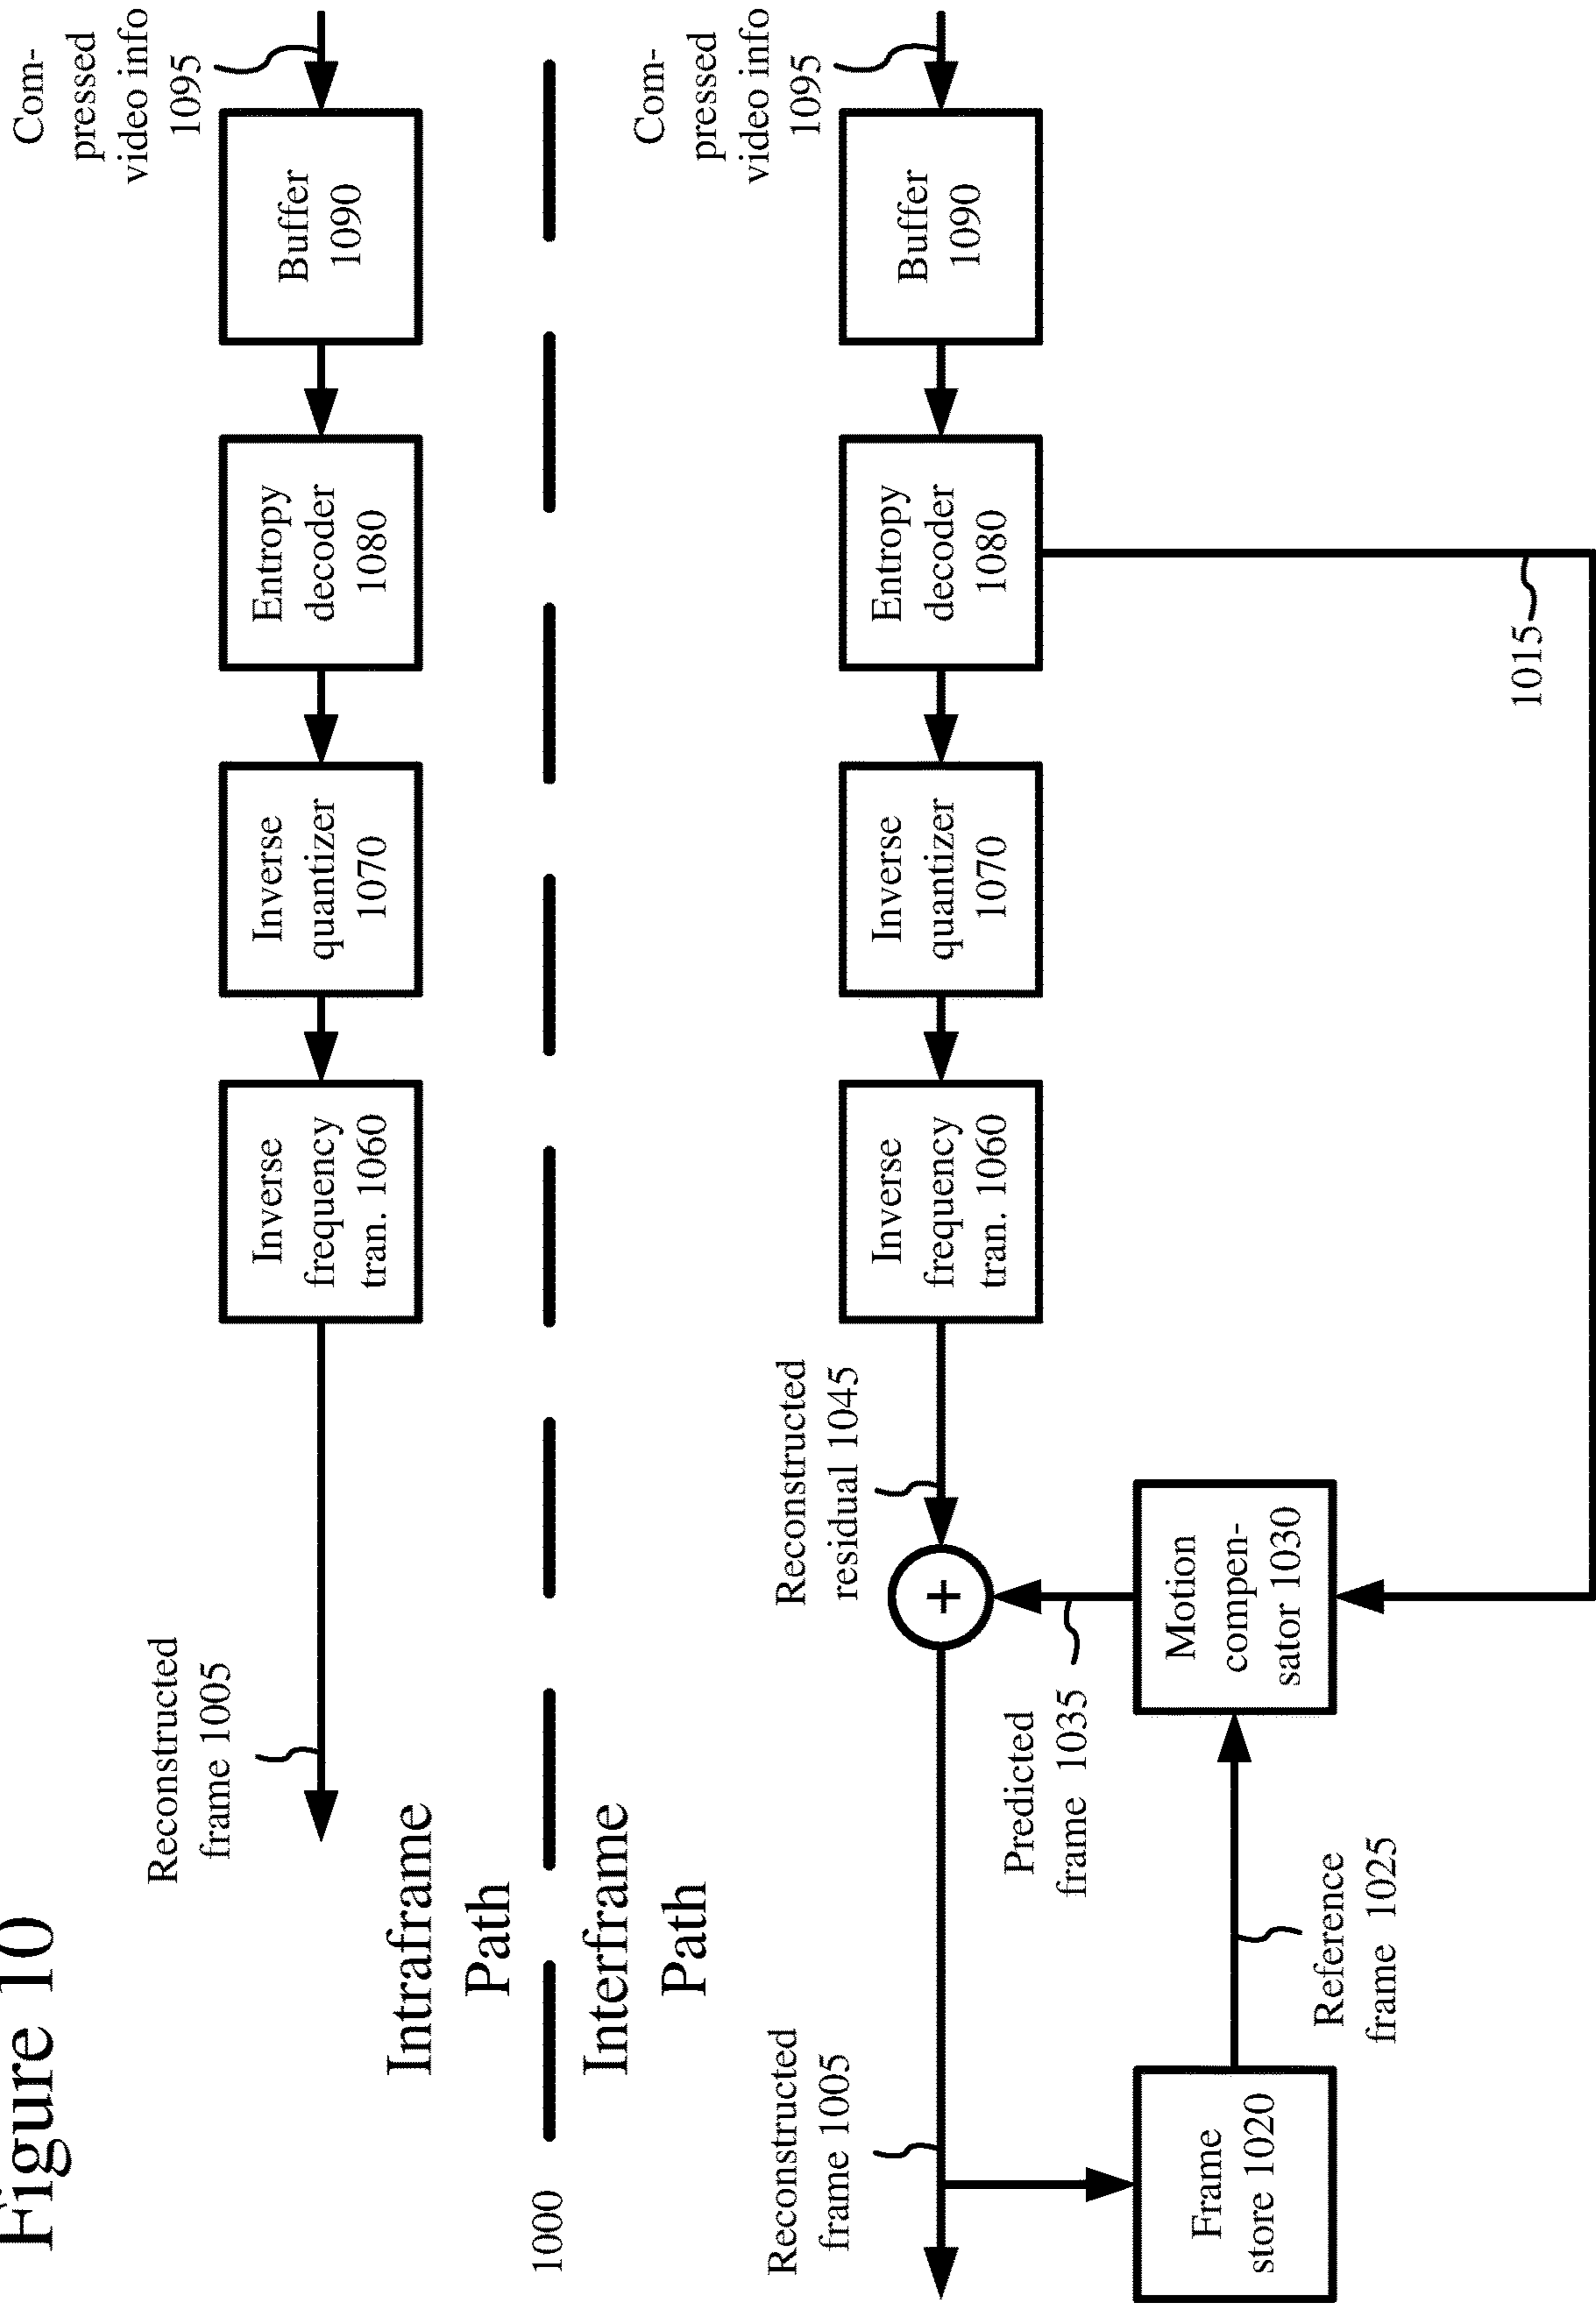 Figure 10
Reconstructed
frame 1005
Inverse
frequency
tran. 1060
Inverse
quantizer
1070
Entropy
decoder
1080
Buffer
1090
Com-
pressed
video info
1095
Intraframe
Path
1000
Interframe
Path
Reconstructed
frame 1005
Reconstructed
residual 1045
+
Inverse
frequency
tran. 1060
Inverse
quantizer
1070
Entropy
decoder
1080
Buffer
1090
Com-
pressed
video info
1095
Predicted
frame 1035
Frame
store 1020
Reference
frame 1025
Motion
compen-
sator 1030
1015